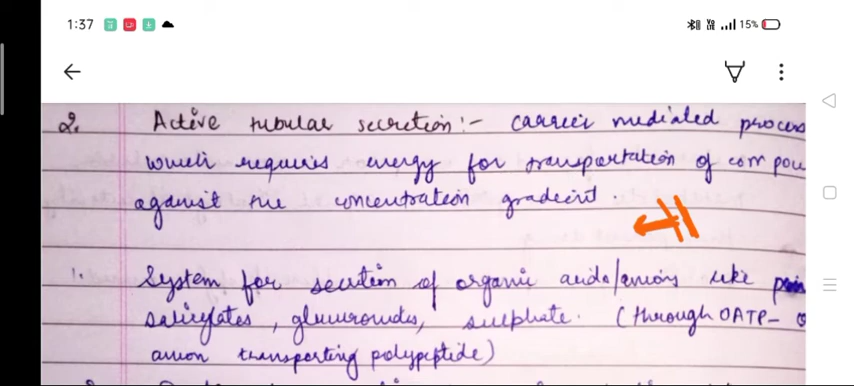 1:37 15%
2. Active tubular secretion:- carrier mediated process
which requires energy for transportation of compou
against the concentration gradient.
1. System for secretion of organic acids/anions like
salicylates, glucuronides, sulphate. (through OATP- o
anion transporting polypeptide)